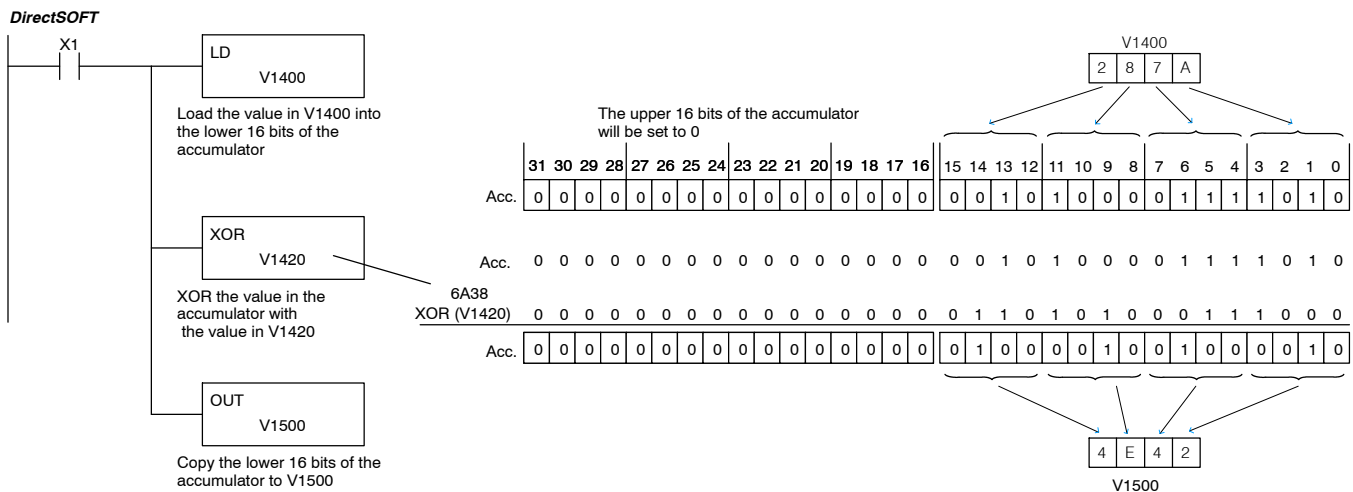 DirectSOFT
X1
LD
V1400
Load the value in V1400 into
the lower 16 bits of the
accumulator
V1400
2 8 7 A
The upper 16 bits of the accumulator
will be set to 0
31 30 29 28 27 26 25 24 23 22 21 20 19 18 17 16 15 14 13 12 11 10 9 8 7 6 5 4 3 2 1 0
Acc. 0 0 0 0 0 0 0 0 0 0 0 0 0 0 0 0 0 0 1 0 1 0 0 0 0 1 1 1 1 0 1 0
XOR
V1420
XOR the value in the
accumulator with
the value in V1420
Acc. 0 0 0 0 0 0 0 0 0 0 0 0 0 0 0 0 0 0 1 0 1 0 0 0 0 1 1 1 1 0 1 0
6A38
XOR (V1420) 0 0 0 0 0 0 0 0 0 0 0 0 0 0 0 0 0 1 1 0 1 0 1 0 0 0 1 1 1 0 0 0
Acc. 0 0 0 0 0 0 0 0 0 0 0 0 0 0 0 0 0 1 0 0 0 0 1 0 0 1 0 0 0 0 1 0
OUT
V1500
Copy the lower 16 bits of the
accumulator to V1500
4 E 4 2
V1500